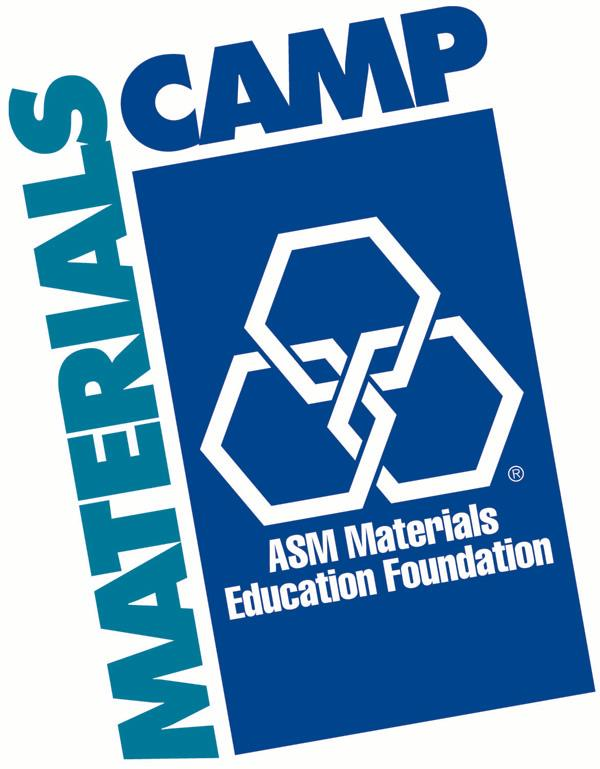 MATERIALS
CAMP
®
ASM Materials
Education Foundation